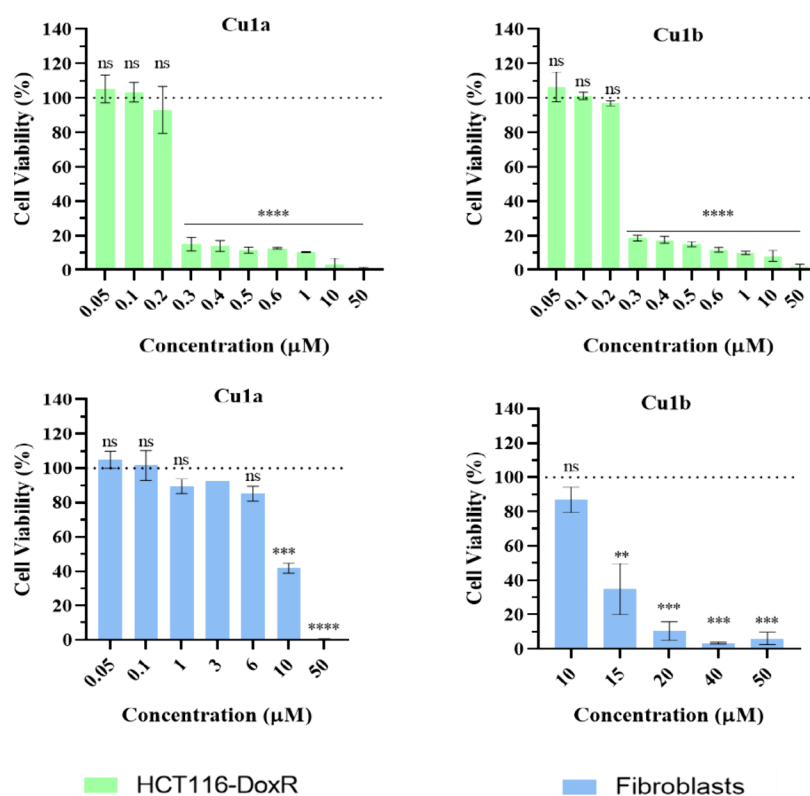 Cu1a
Cell Viability (%)
140
120
100
80
60
40
20
0
ns
ns
ns
****
0.05
0.1
0.2
0.3
0.4
0.5
0.6
1
10
50
Concentration (μM)
Cu1b
Cell Viability (%)
140
120
100
80
60
40
20
0
ns
ns
ns
****
0.05
0.1
0.2
0.3
0.4
0.5
0.6
1
10
50
Concentration (μM)
Cu1a
Cell Viability (%)
140
120
100
80
60
40
20
0
ns
ns
ns
ns
***
****
0.05
0.1
1
3
6
10
50
Concentration (μM)
Cu1b
Cell Viability (%)
140
120
100
80
60
40
20
0
ns
**
***
***
***
10
15
20
40
50
Concentration (μM)
HCT116-DoxR
Fibroblasts